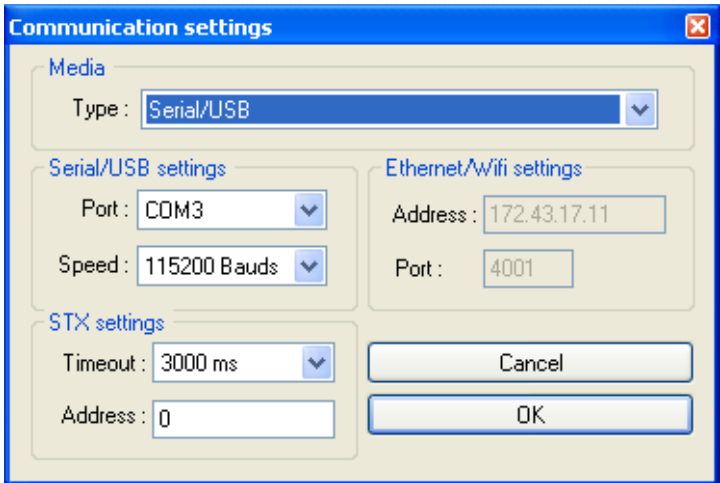 Communication settings
Media
Type : Serial/USB
Serial/USB settings
Port : COM3
Speed : 115200 Bauds
Ethernet/Wifi settings
Address : 172.43.17.11
Port : 4001
STX settings
Timeout : 3000 ms
Address : 0
Cancel
OK